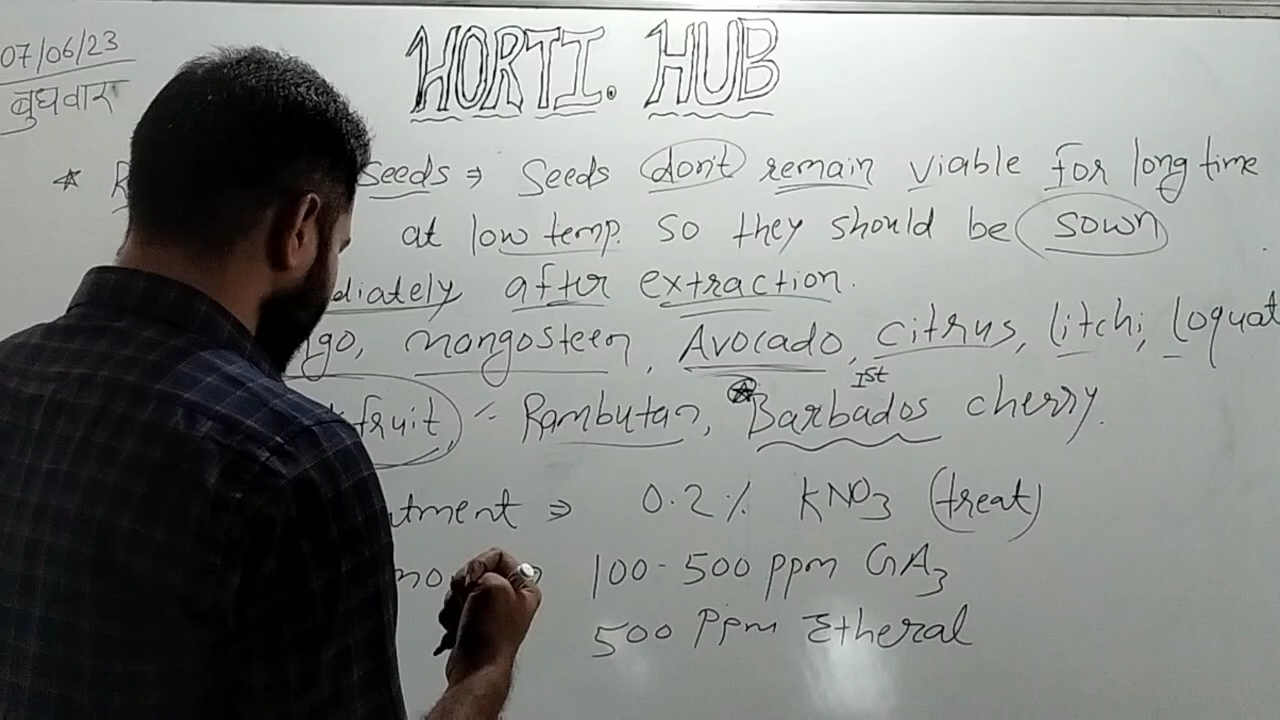 07/06/23
बुधवार
HORTI. HUB
Seeds ⇒ Seeds don't remain viable for long time
at low temp. so they should be sown
diately after extraction.
go, mangosteen, Avocado, citrus, litchi, loquat
Ist
fruit - Rambutan, Barbados cherry.
tment ⇒ 0.2% KNO3 (treat)
mo 100-500 ppm GA3
500 ppm Etheral